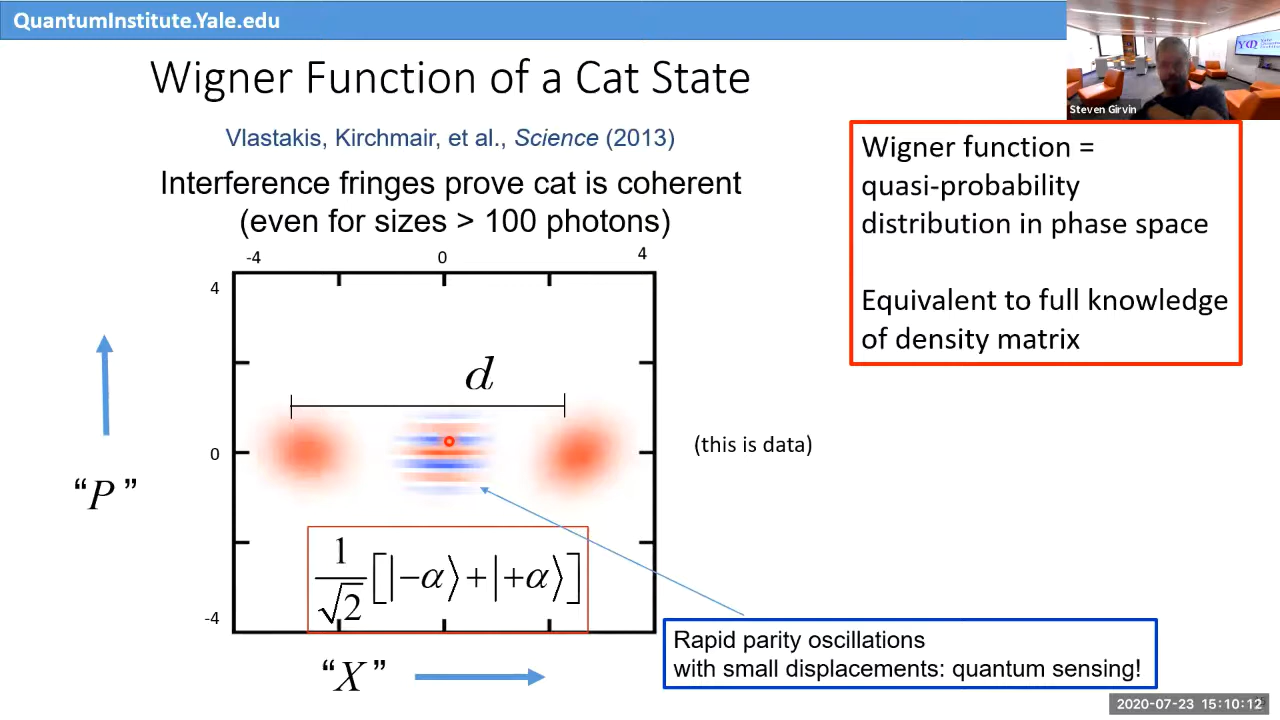 QuantumInstitute.Yale.edu
Wigner Function of a Cat State
Vlastakis, Kirchmair, et al., Science (2013)
Interference fringes prove cat is coherent
(even for sizes > 100 photons)
Steven Girvin
Wigner function =
quasi-probability
distribution in phase space
Equivalent to full knowledge
of density matrix
-4 0 4
4
0
-4
d
(this is data)
“P”
1/√2 [|−α⟩+|+α⟩]
“X”
Rapid parity oscillations
with small displacements: quantum sensing!
2020-07-23 15:10:12